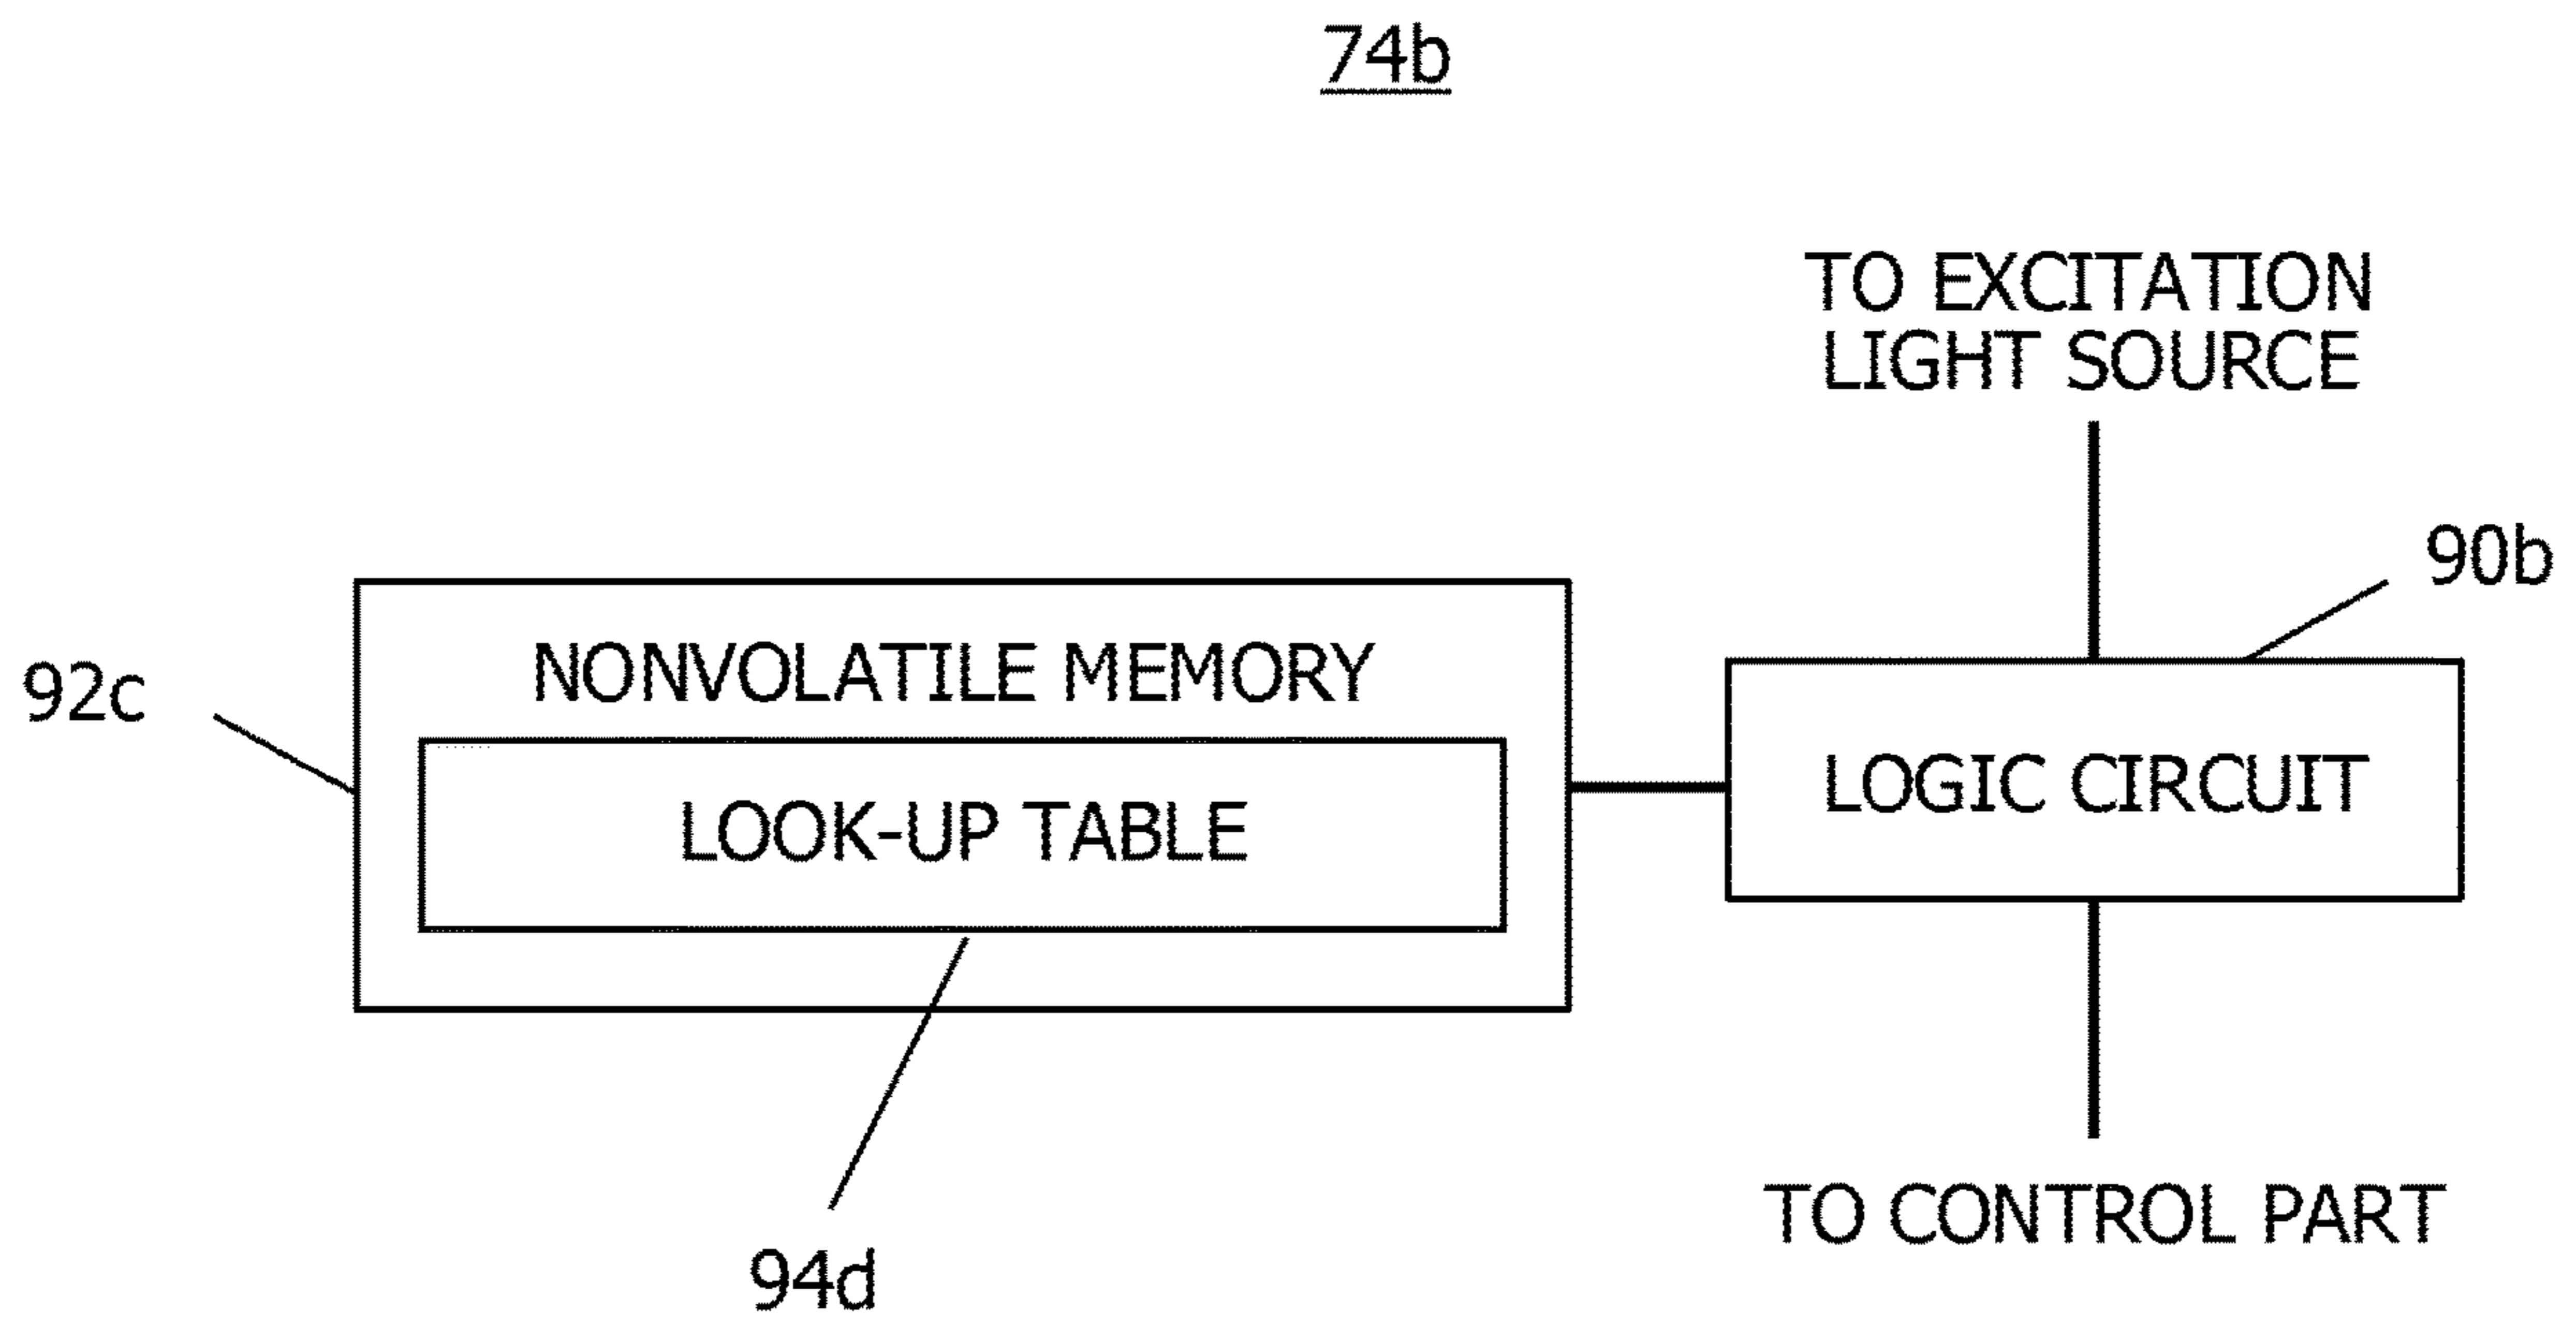 74b
TO EXCITATION
LIGHT SOURCE
90b
92c
NONVOLATILE MEMORY
LOOK-UP TABLE
LOGIC CIRCUIT
94d
TO CONTROL PART